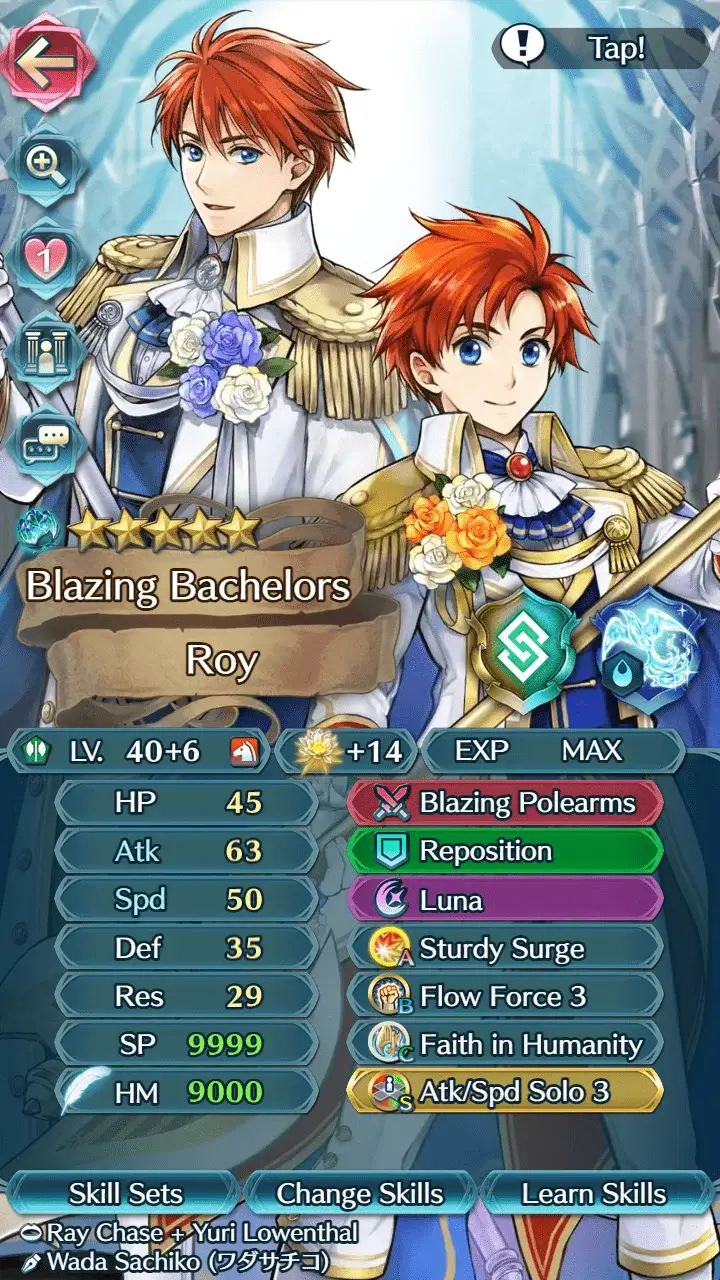 ! Tap!
1
Blazing Bachelors
Roy
LV. 40+6
+14
EXP MAX
HP 45
Blazing Polearms
Atk 63
Reposition
Spd 50
Luna
Def 35
A Sturdy Surge
Res 29
B Flow Force 3
SP 9999
C Faith in Humanity
HM 9000
S Atk/Spd Solo 3
Skill Sets
Change Skills
Learn Skills
Ray Chase + Yuri Lowenthal
Wada Sachiko (ワダサチコ)